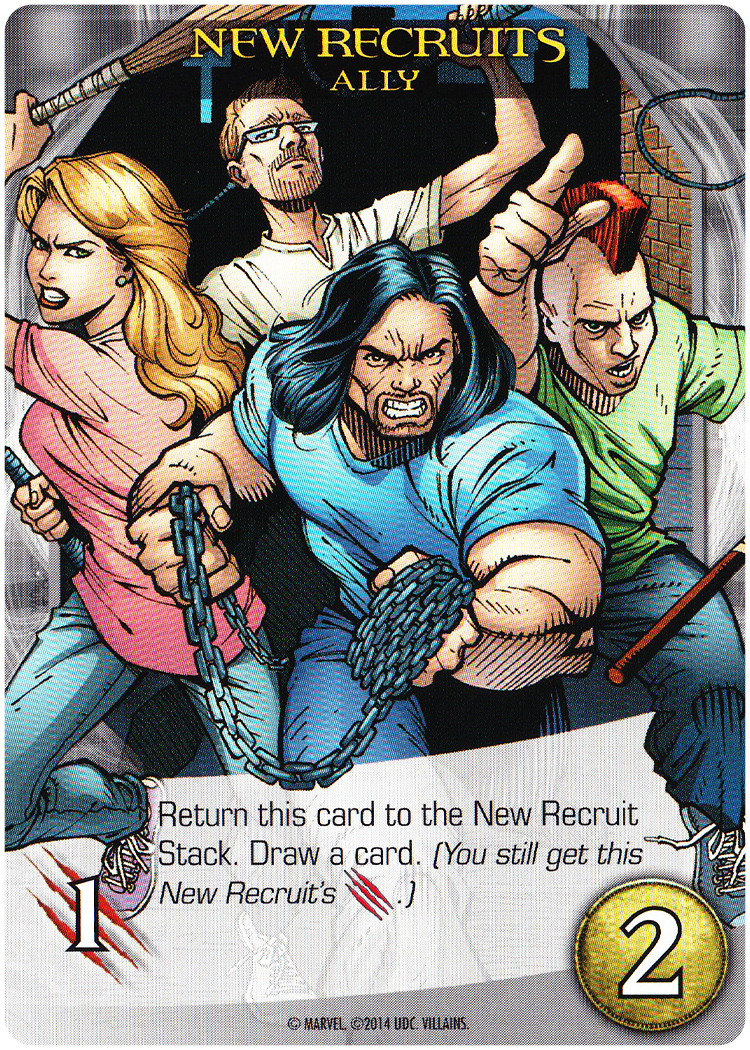 NEW RECRUITS
ALLY
Return this card to the New Recruit
Stack. Draw a card. (You still get this
New Recruit's .)
1
2
© MARVEL. ©2014 UDC. VILLAINS.